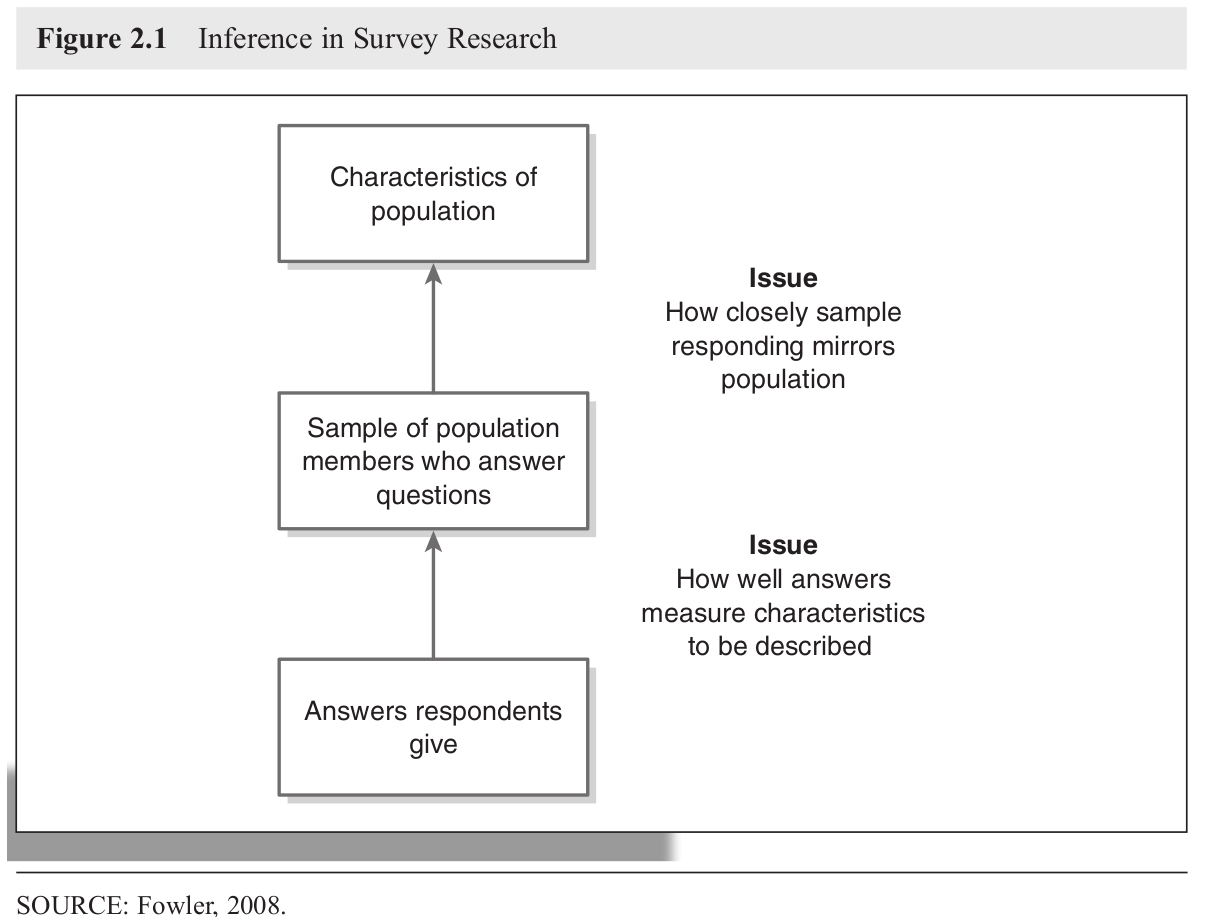 Figure 2.1 Inference in Survey Research
Characteristics of
population
Issue
How closely sample
responding mirrors
population
Sample of population
members who answer
questions
Issue
How well answers
measure characteristics
to be described
Answers respondents
give
SOURCE: Fowler, 2008.